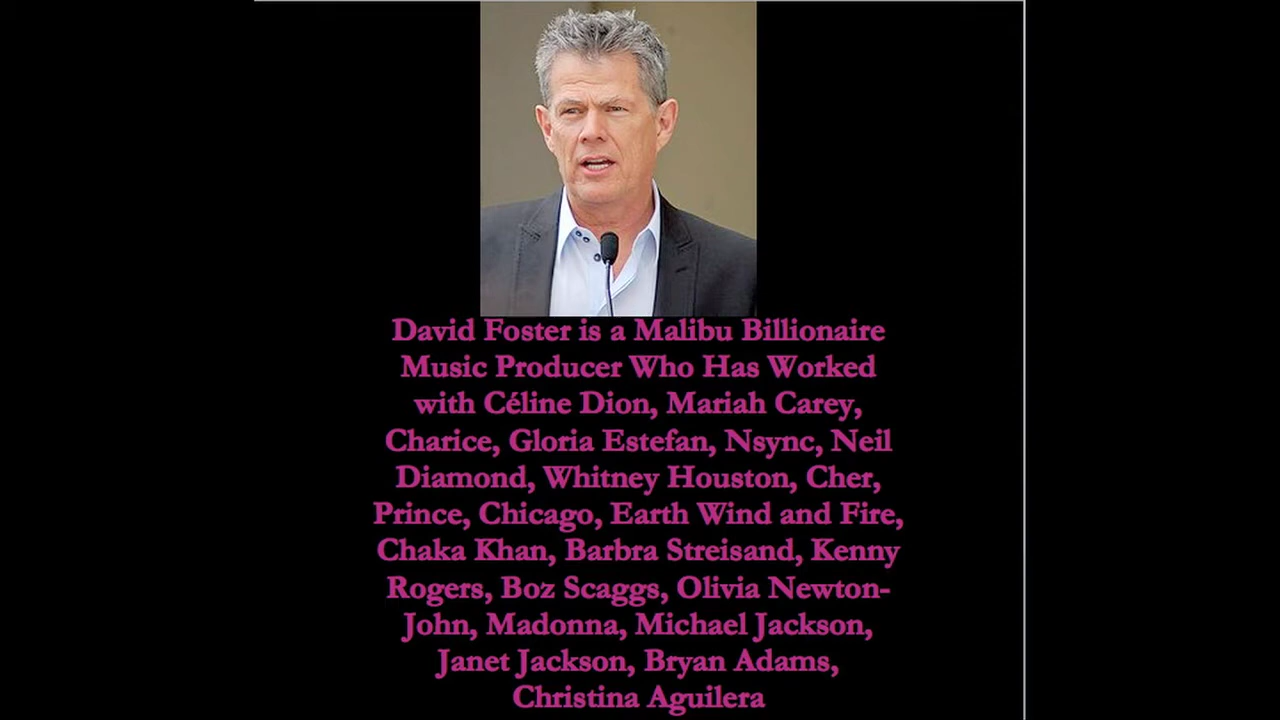 David Foster is a Malibu Billionaire
Music Producer Who Has Worked
with Céline Dion, Mariah Carey,
Charice, Gloria Estefan, Nsync, Neil
Diamond, Whitney Houston, Cher,
Prince, Chicago, Earth Wind and Fire,
Chaka Khan, Barbra Streisand, Kenny
Rogers, Boz Scaggs, Olivia Newton-
John, Madonna, Michael Jackson,
Janet Jackson, Bryan Adams,
Christina Aguilera